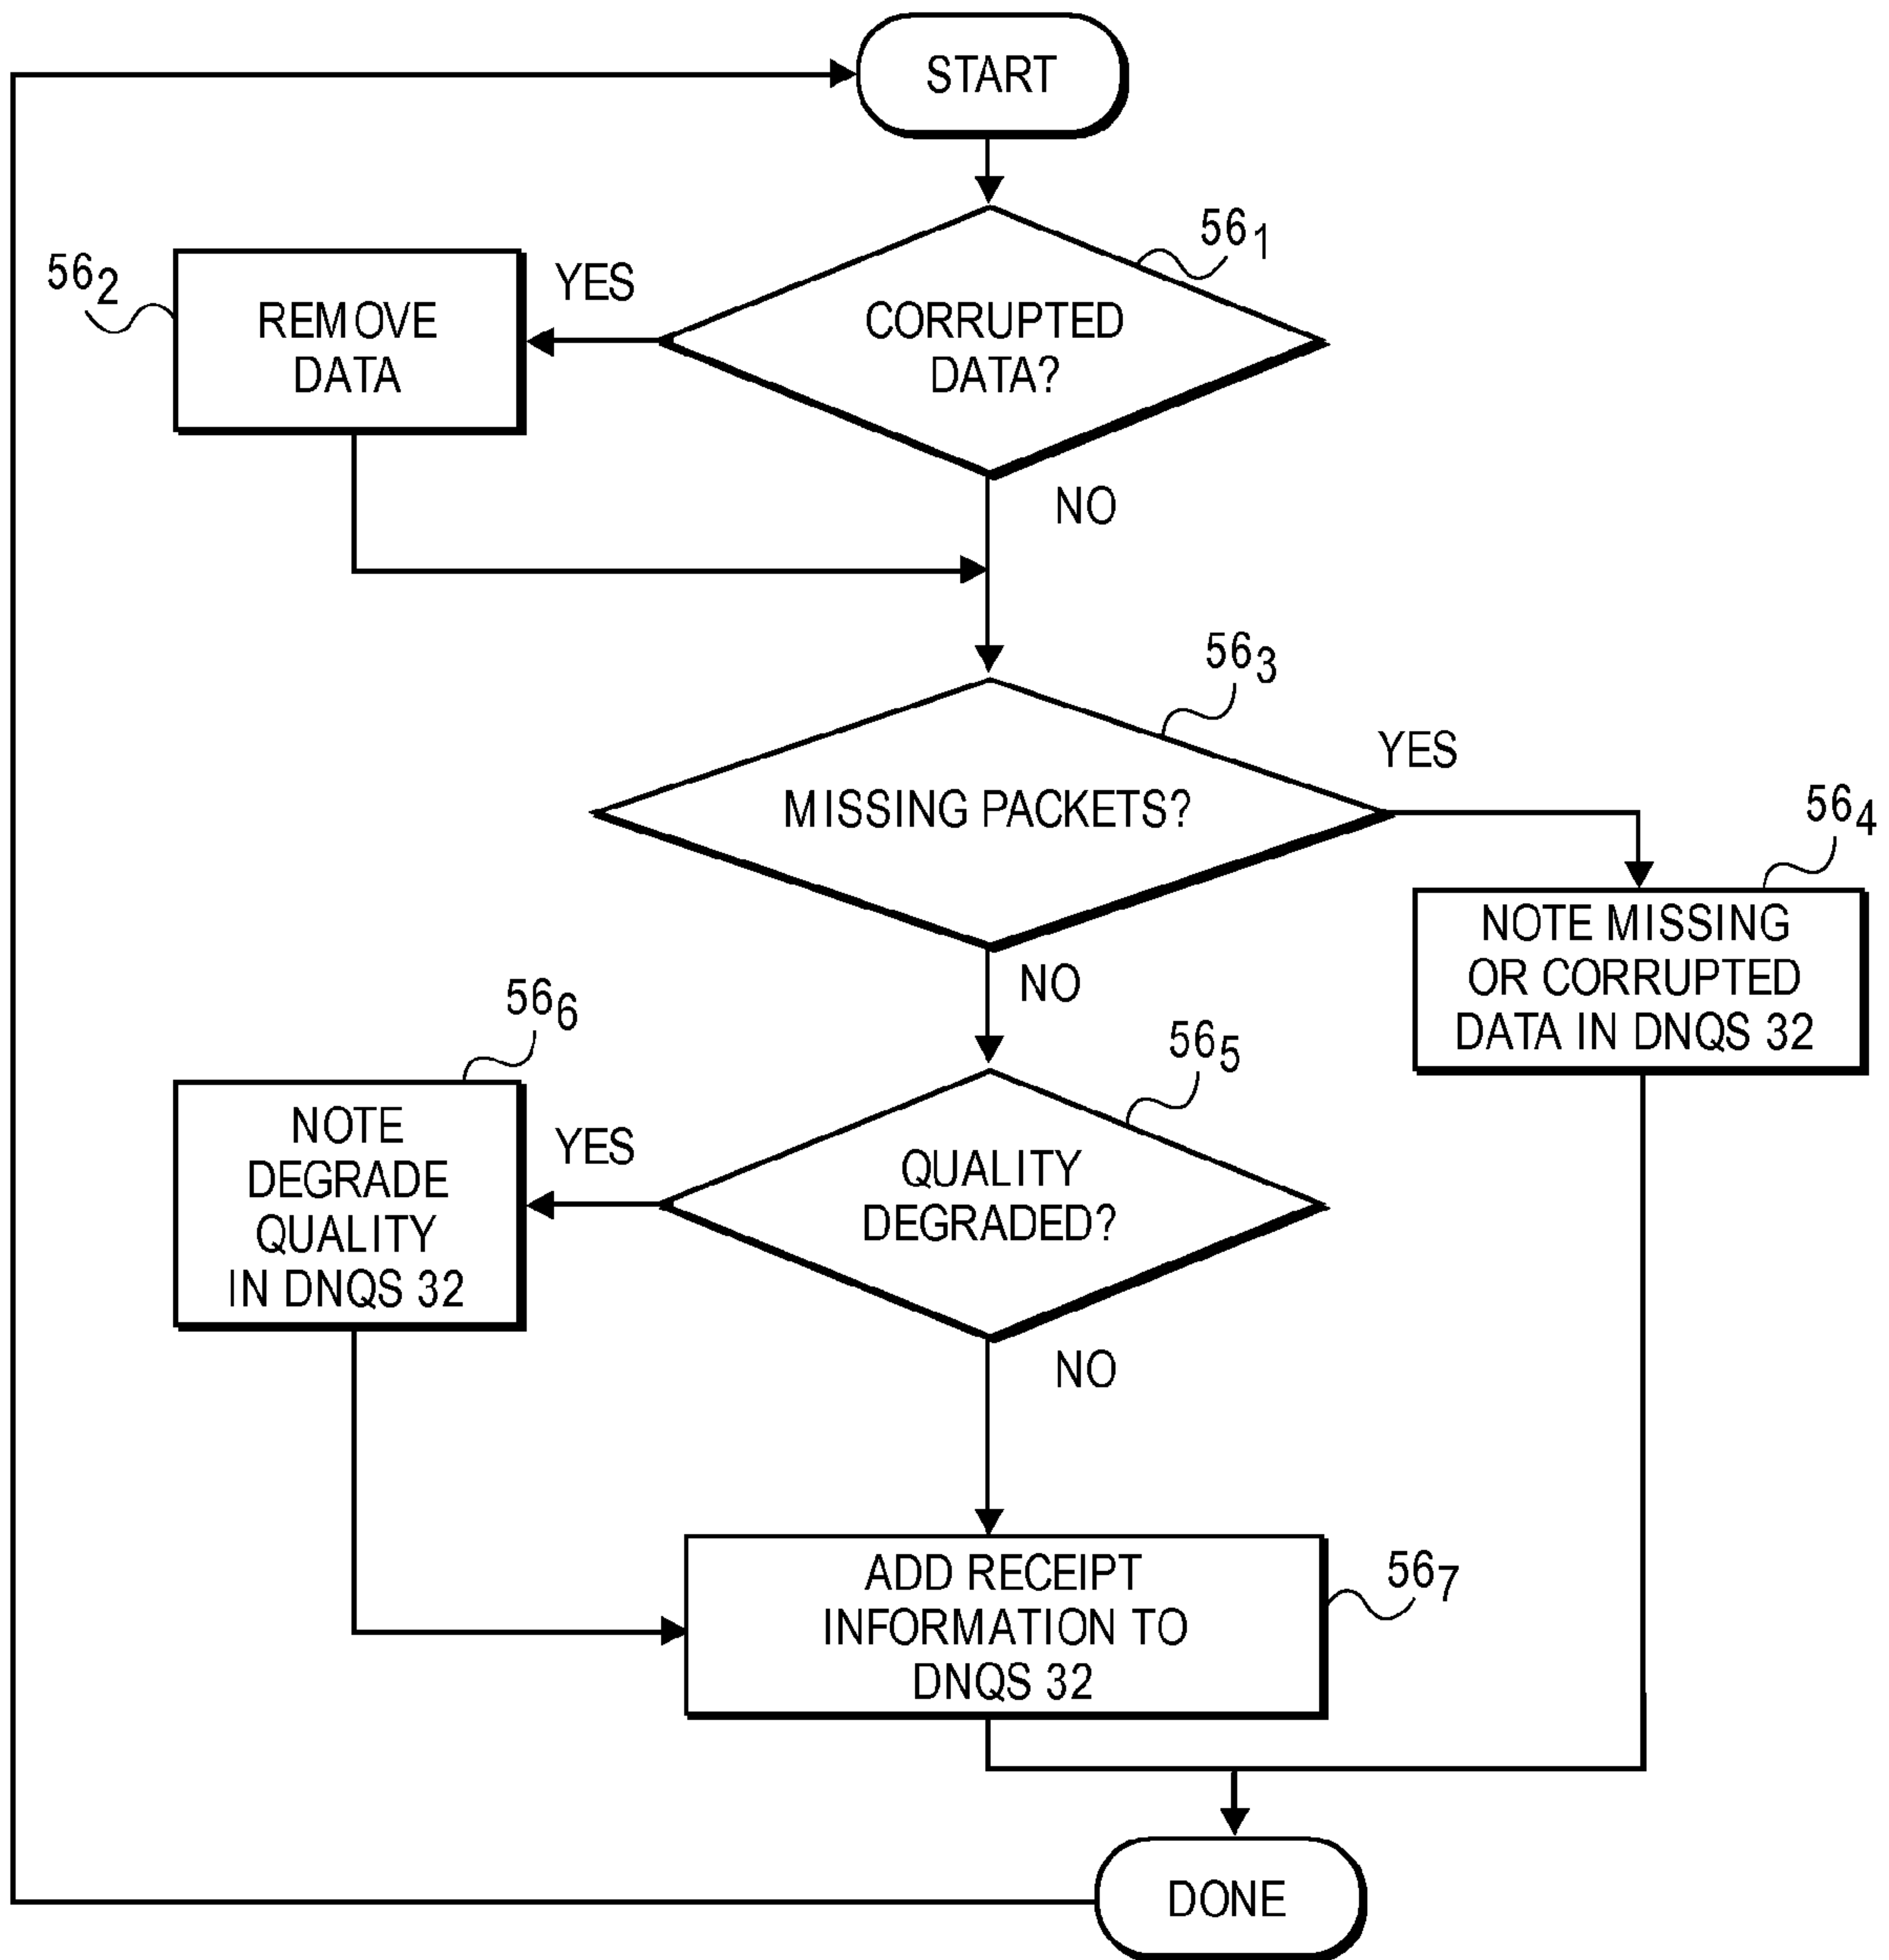 START
56₁
CORRUPTED
DATA?
YES
56₂
REMOVE
DATA
NO
56₃
MISSING PACKETS?
YES
56₄
NOTE MISSING
OR CORRUPTED
DATA IN DNQS 32
NO
56₅
QUALITY
DEGRADED?
YES
56₆
NOTE
DEGRADE
QUALITY
IN DNQS 32
NO
ADD RECEIPT
INFORMATION TO
DNQS 32
56₇
DONE